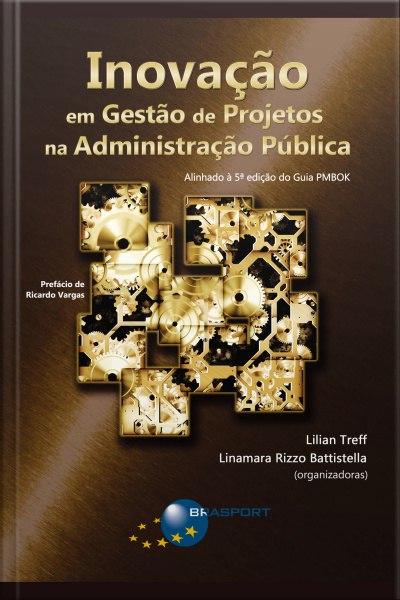 Inovação
em Gestão de Projetos
na Administração Pública
Alinhado à 5ª edição do Guia PMBOK
Prefácio de
Ricardo Vargas
Lilian Treff
Linamara Rizzo Battistella
(organizadoras)
BRASPORT